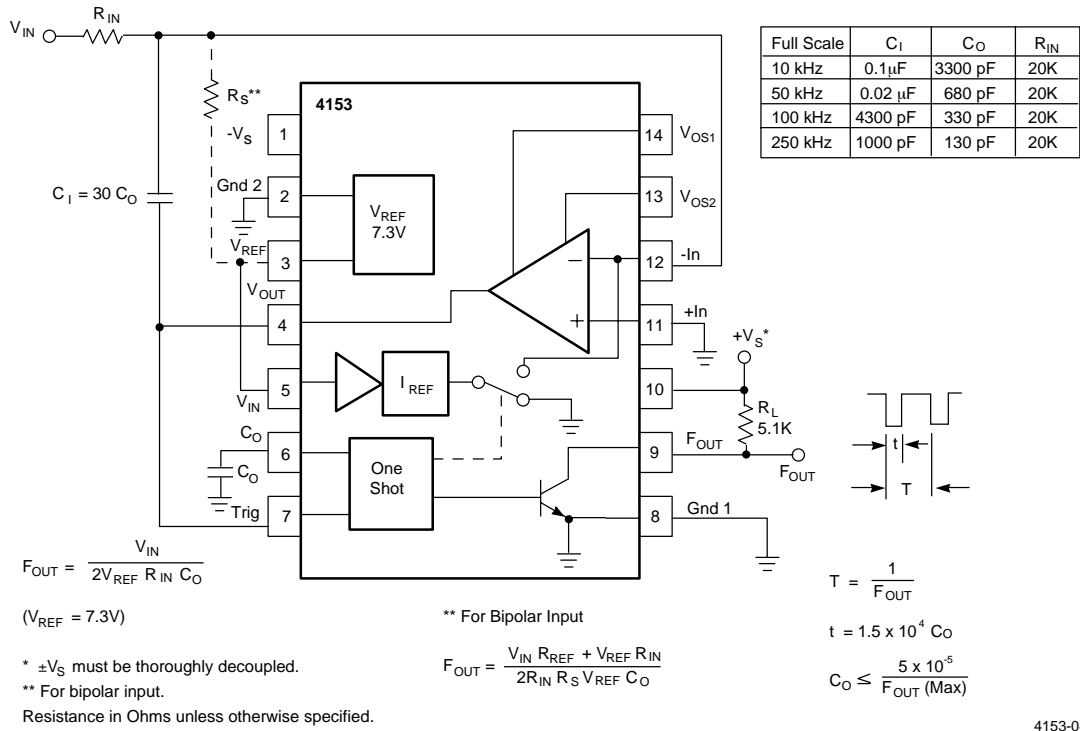 V_IN
R_IN
R_S**
C_I = 30 C_O
4153
-V_S
1
Gnd 2
2
V_REF
3
V_OUT
4
V_IN
5
C_O
6
C_O
Trig
7
V_REF
7.3V
I_REF
One
Shot
−
+
14
V_OS1
13
V_OS2
12
-In
11
+In
10
+V_S*
R_L
5.1K
9
F_OUT
F_OUT
8
Gnd 1
Full Scale C_I C_O R_IN
10 kHz 0.1μF 3300 pF 20K
50 kHz 0.02 μF 680 pF 20K
100 kHz 4300 pF 330 pF 20K
250 kHz 1000 pF 130 pF 20K
t
T
F_OUT = V_IN / 2V_REF R_IN C_O
(V_REF = 7.3V)
* ±V_S must be thoroughly decoupled.
** For bipolar input.
Resistance in Ohms unless otherwise specified.
** For Bipolar Input
F_OUT = V_IN R_REF + V_REF R_IN / 2R_IN R_S V_REF C_O
T = 1 / F_OUT
t = 1.5 x 10^4 C_O
C_O ≤ 5 x 10^-5 / F_OUT (Max)